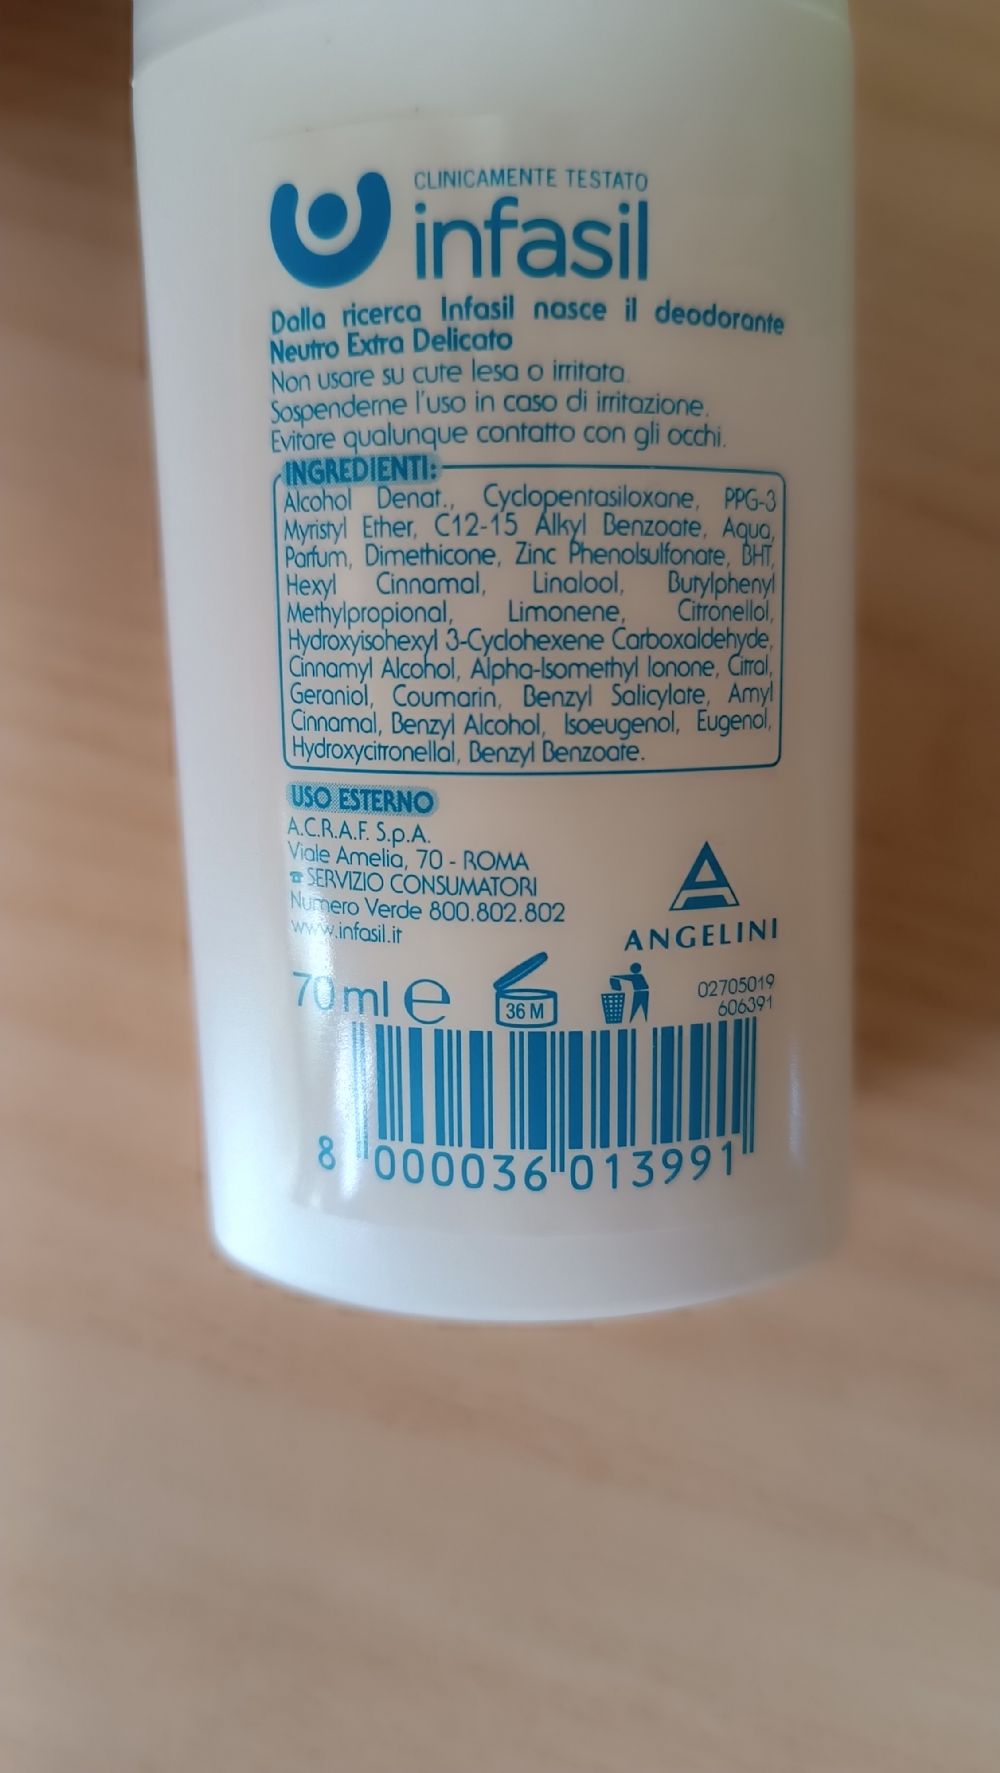 CLINICAMENTE TESTATO
infasil
Dalla ricerca Infasil nasce il deodorante
Neutro Extra Delicato
Non usare su cute lesa o irritata.
Sospenderne l'uso in caso di irritazione.
Evitare qualunque contatto con gli occhi.
INGREDIENTI:
Alcohol Denat., Cyclopentasiloxane, PPG-3
Myristyl Ether, C12-15 Alkyl Benzoate, Aqua,
Parfum, Dimethicone, Zinc Phenolsulfonate, BHT,
Hexyl Cinnamal, Linalool, Butylphenyl
Methylpropional, Limonene, Citronellol,
Hydroxyisohexyl 3-Cyclohexene Carboxaldehyde,
Cinnamyl Alcohol, Alpha-Isomethyl Ionone, Citral,
Geraniol, Coumarin, Benzyl Salicylate, Amyl
Cinnamal, Benzyl Alcohol, Isoeugenol, Eugenol,
Hydroxycitronellal, Benzyl Benzoate.
USO ESTERNO
A.C.R.A.F. S.p.A.
Viale Amelia, 70 - ROMA
☎ SERVIZIO CONSUMATORI
Numero Verde 800.802.802
www.infasil.it
ANGELINI
70 ml e
36 M
02705019
606391
8 000036 013991